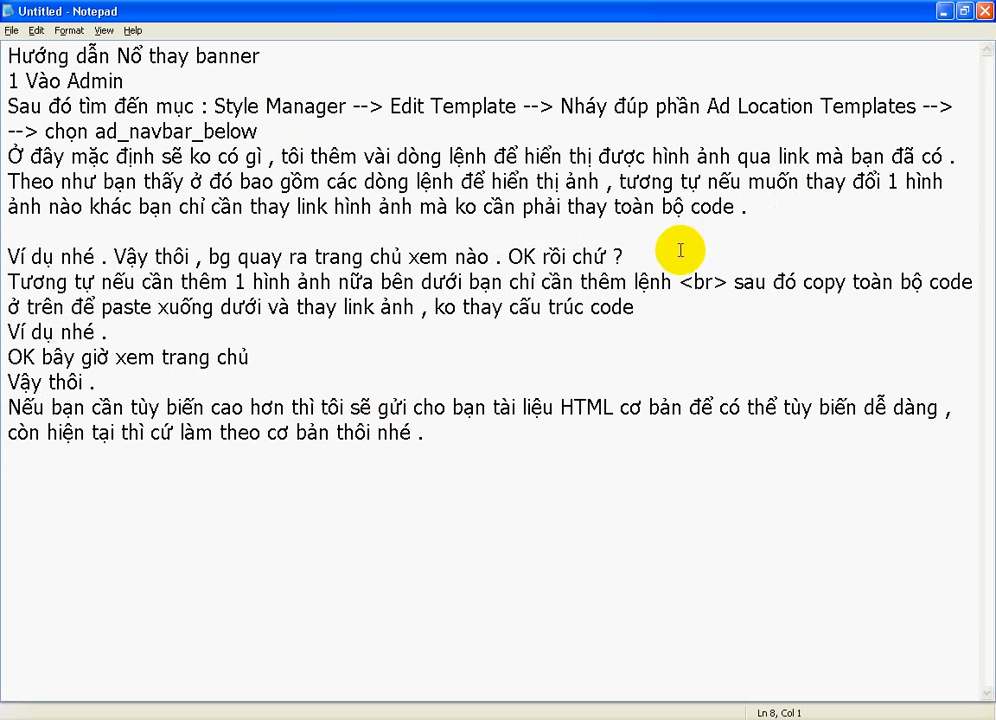 Untitled - Notepad
File Edit Format View Help
Hướng dẫn Nổ thay banner
1 Vào Admin
Sau đó tìm đến mục : Style Manager --> Edit Template --> Nháy đúp phần Ad Location Templates -->
--> chọn ad_navbar_below
Ở đây mặc định sẽ ko có gì , tôi thêm vài dòng lệnh để hiển thị được hình ảnh qua link mà bạn đã có .
Theo như bạn thấy ở đó bao gồm các dòng lệnh để hiển thị ảnh , tương tự nếu muốn thay đổi 1 hình
ảnh nào khác bạn chỉ cần thay link hình ảnh mà ko cần phải thay toàn bộ code .
Ví dụ nhé . Vậy thôi , bg quay ra trang chủ xem nào . OK rồi chứ ?
Tương tự nếu cần thêm 1 hình ảnh nữa bên dưới bạn chỉ cần thêm lệnh <br> sau đó copy toàn bộ code
ở trên để paste xuống dưới và thay link ảnh , ko thay cấu trúc code
Ví dụ nhé .
OK bây giờ xem trang chủ
Vậy thôi .
Nếu bạn cần tùy biến cao hơn thì tôi sẽ gửi cho bạn tài liệu HTML cơ bản để có thể tùy biến dễ dàng ,
còn hiện tại thì cứ làm theo cơ bản thôi nhé .
Ln 8, Col 1